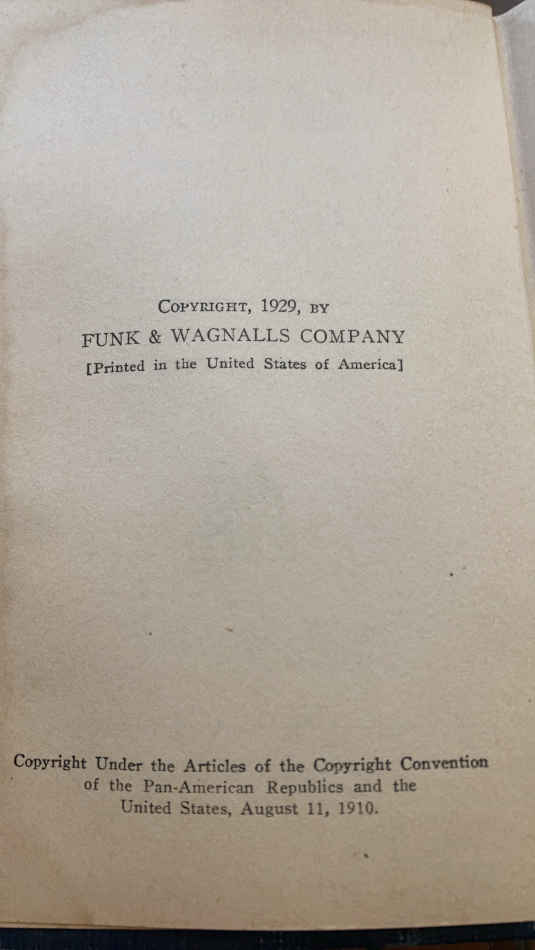 Copyright, 1929, by
FUNK & WAGNALLS COMPANY
[Printed in the United States of America]
Copyright Under the Articles of the Copyright Convention
of the Pan-American Republics and the
United States, August 11, 1910.